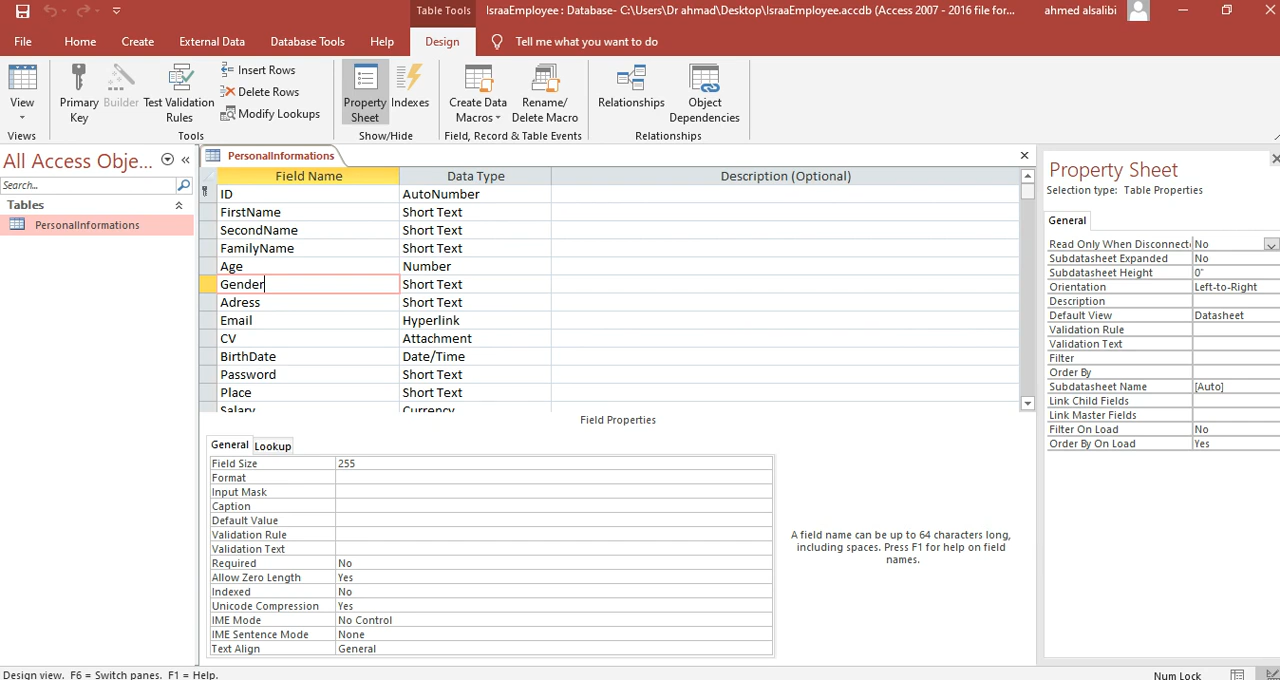 Table Tools
IsraaEmployee : Database- C:\Users\Dr ahmad\Desktop\IsraaEmployee.accdb (Access 2007 - 2016 file for...
ahmed alsalibi
File
Home
Create
External Data
Database Tools
Help
Design
Tell me what you want to do
View
Views
Primary Key
Builder
Test Validation Rules
Insert Rows
Delete Rows
Modify Lookups
Tools
Property Sheet
Indexes
Show/Hide
Create Data Macros
Rename/ Delete Macro
Field, Record & Table Events
Relationships
Object Dependencies
Relationships
All Access Obje...
Search...
Tables
PersonalInformations
PersonalInformations
Field Name Data Type Description (Optional)
ID AutoNumber
FirstName Short Text
SecondName Short Text
FamilyName Short Text
Age Number
Gender Short Text
Adress Short Text
Email Hyperlink
CV Attachment
BirthDate Date/Time
Password Short Text
Place Short Text
Salary Currency
Field Properties
General Lookup
Field Size 255
Format
Input Mask
Caption
Default Value
Validation Rule
Validation Text
Required No
Allow Zero Length Yes
Indexed No
Unicode Compression Yes
IME Mode No Control
IME Sentence Mode None
Text Align General
A field name can be up to 64 characters long,
including spaces. Press F1 for help on field
names.
Property Sheet
Selection type: Table Properties
General
Read Only When Disconnect No
Subdatasheet Expanded No
Subdatasheet Height 0"
Orientation Left-to-Right
Description
Default View Datasheet
Validation Rule
Validation Text
Filter
Order By
Subdatasheet Name [Auto]
Link Child Fields
Link Master Fields
Filter On Load No
Order By On Load Yes
Design view. F6 = Switch panes. F1 = Help.
Num Lock